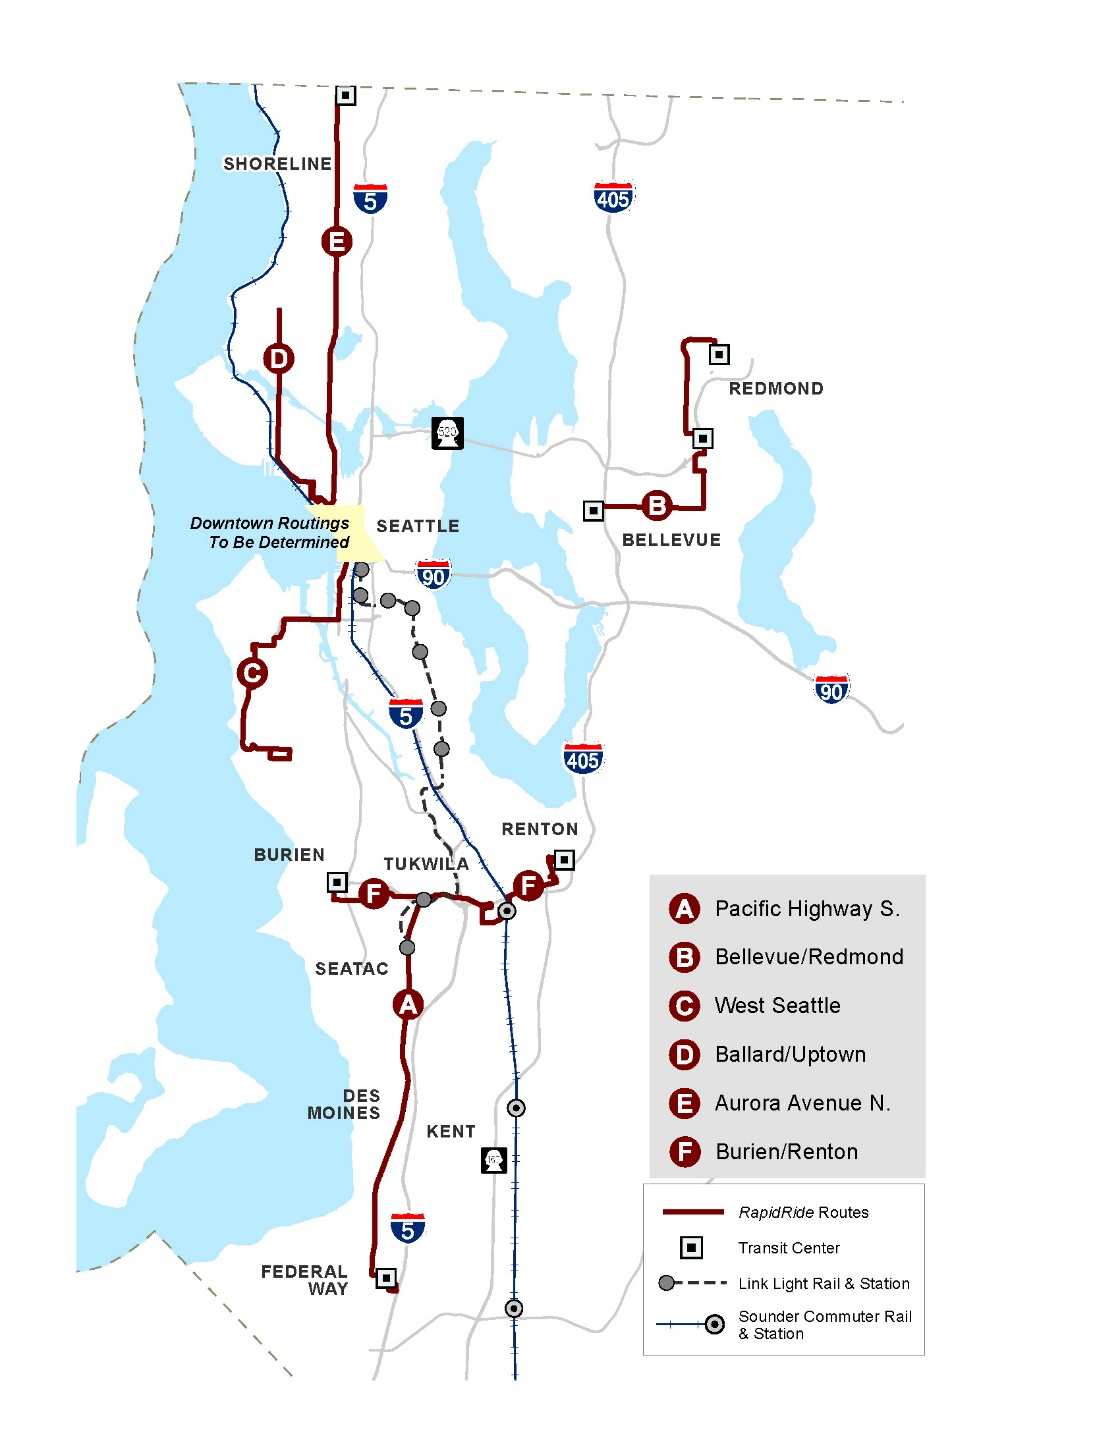 SHORELINE
5
405
E
D
REDMOND
520
B
Downtown Routings
To Be Determined
SEATTLE
BELLEVUE
90
C
90
5
405
RENTON
BURIEN
TUKWILA
F
F
SEATAC
A
DES
MOINES
KENT
167
5
FEDERAL
WAY
A Pacific Highway S.
B Bellevue/Redmond
C West Seattle
D Ballard/Uptown
E Aurora Avenue N.
F Burien/Renton
RapidRide Routes
Transit Center
Link Light Rail & Station
Sounder Commuter Rail
& Station